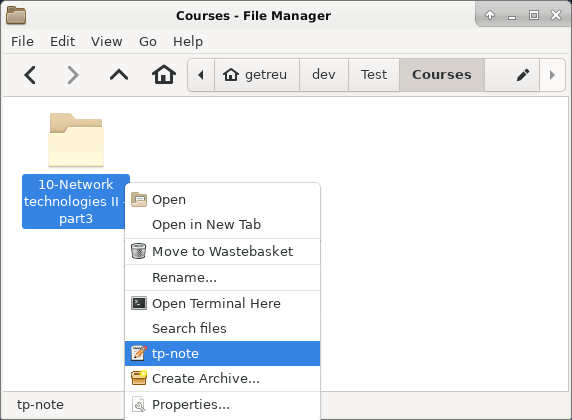 Courses - File Manager
File Edit View Go Help
getreu dev Test Courses
10-Network
technologies II -
part3
Open
Open in New Tab
Move to Wastebasket
Rename...
Open Terminal Here
Search files
tp-note
Create Archive...
Properties...
tp-note